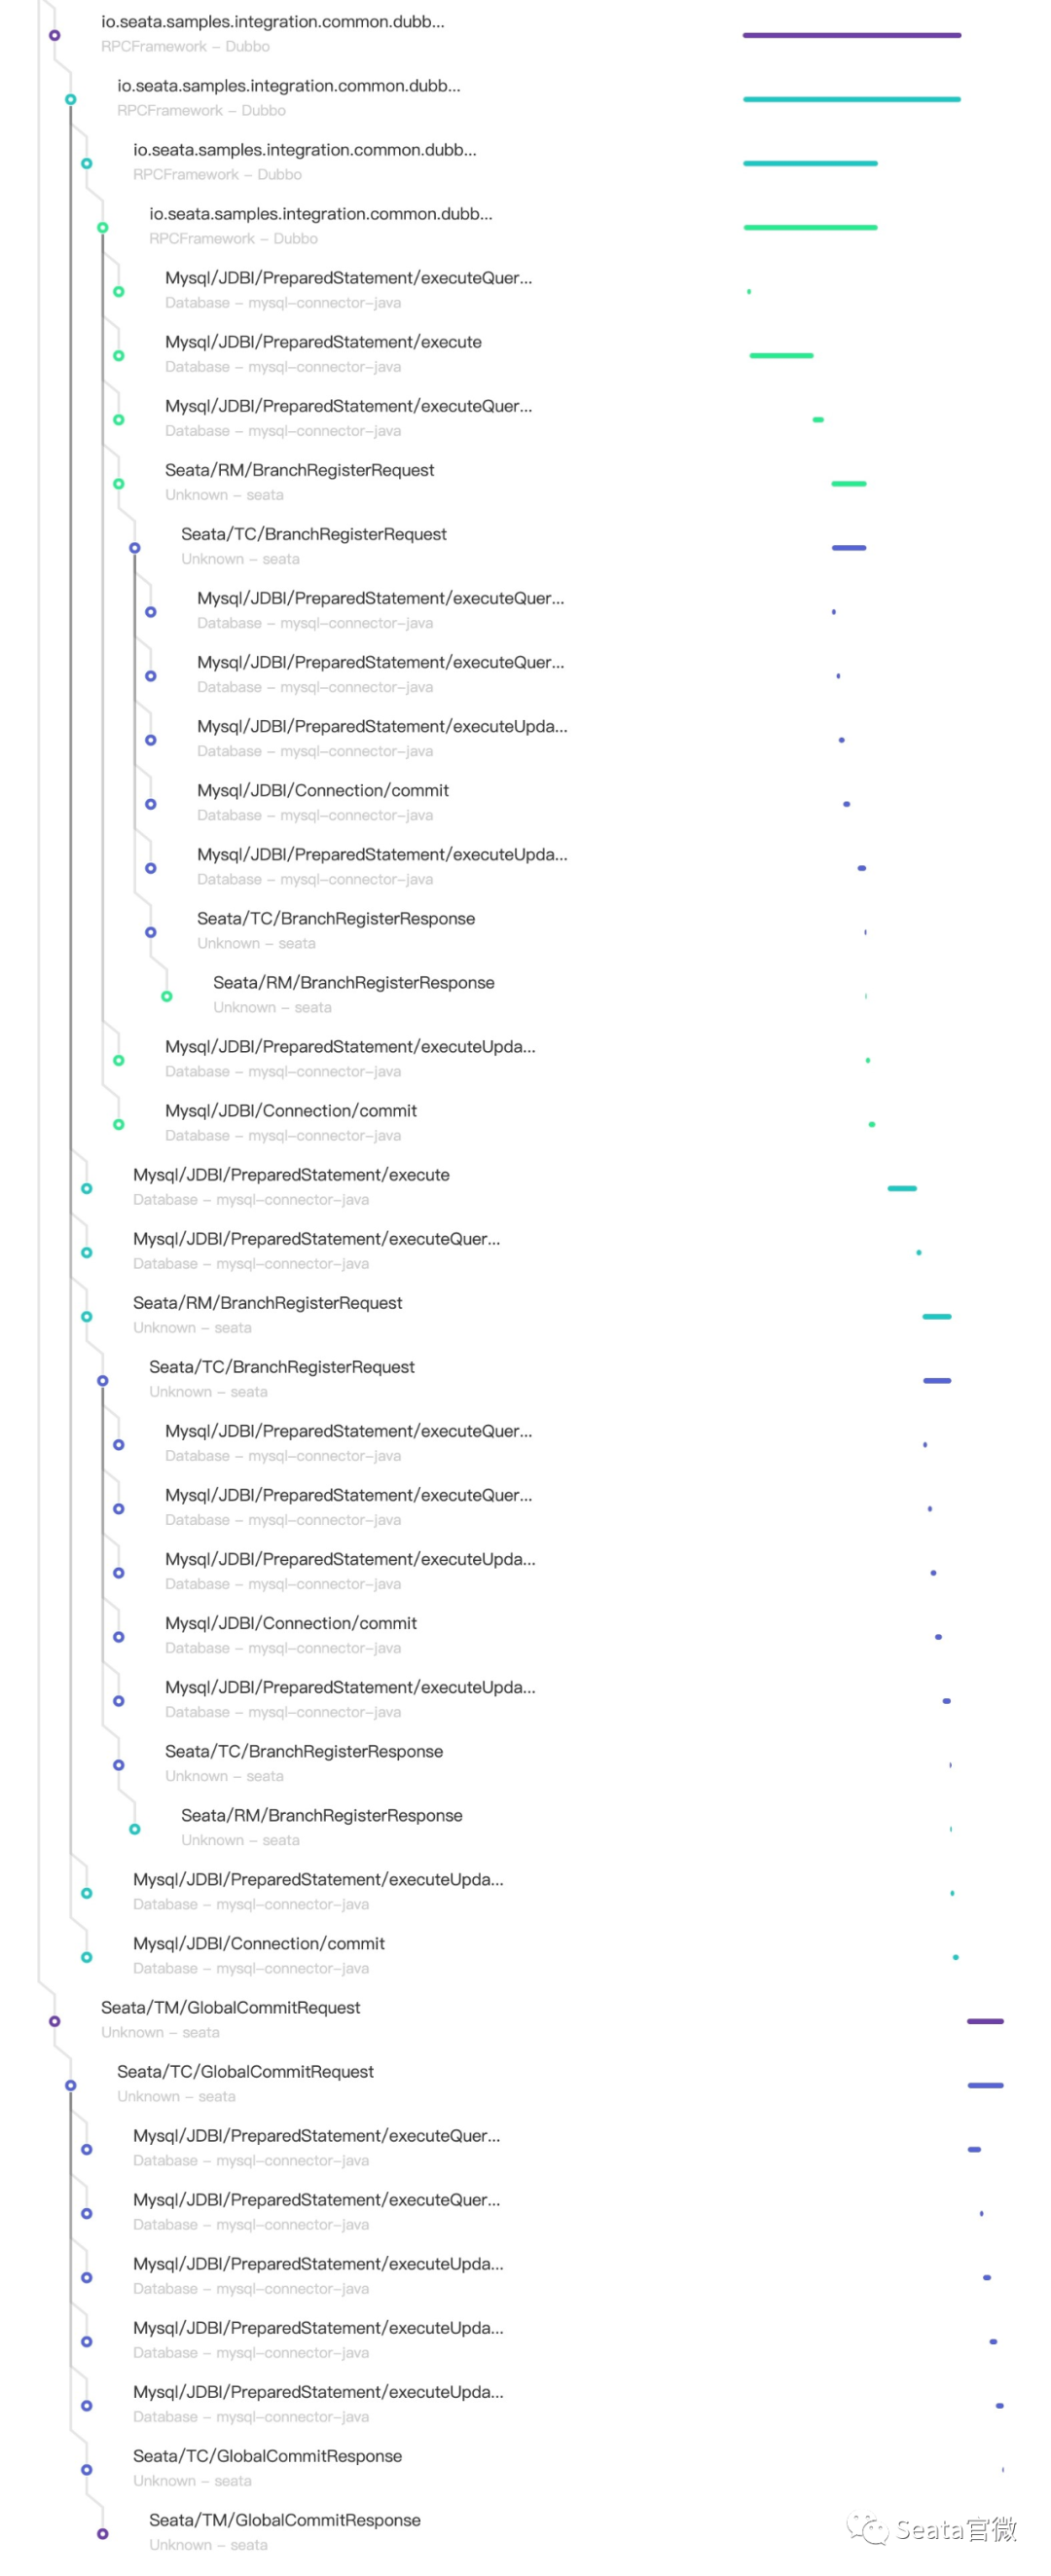 io.seata.samples.integration.common.dubb...
RPCFramework - Dubbo
io.seata.samples.integration.common.dubb...
RPCFramework - Dubbo
io.seata.samples.integration.common.dubb...
RPCFramework - Dubbo
io.seata.samples.integration.common.dubb...
RPCFramework - Dubbo
Mysql/JDBI/PreparedStatement/executeQuer...
Database - mysql-connector-java
Mysql/JDBI/PreparedStatement/execute
Database - mysql-connector-java
Mysql/JDBI/PreparedStatement/executeQuer...
Database - mysql-connector-java
Seata/RM/BranchRegisterRequest
Unknown - seata
Seata/TC/BranchRegisterRequest
Unknown - seata
Mysql/JDBI/PreparedStatement/executeQuer...
Database - mysql-connector-java
Mysql/JDBI/PreparedStatement/executeQuer...
Database - mysql-connector-java
Mysql/JDBI/PreparedStatement/executeUpda...
Database - mysql-connector-java
Mysql/JDBI/Connection/commit
Database - mysql-connector-java
Mysql/JDBI/PreparedStatement/executeUpda...
Database - mysql-connector-java
Seata/TC/BranchRegisterResponse
Unknown - seata
Seata/RM/BranchRegisterResponse
Unknown - seata
Mysql/JDBI/PreparedStatement/executeUpda...
Database - mysql-connector-java
Mysql/JDBI/Connection/commit
Database - mysql-connector-java
Mysql/JDBI/PreparedStatement/execute
Database - mysql-connector-java
Mysql/JDBI/PreparedStatement/executeQuer...
Database - mysql-connector-java
Seata/RM/BranchRegisterRequest
Unknown - seata
Seata/TC/BranchRegisterRequest
Unknown - seata
Mysql/JDBI/PreparedStatement/executeQuer...
Database - mysql-connector-java
Mysql/JDBI/PreparedStatement/executeQuer...
Database - mysql-connector-java
Mysql/JDBI/PreparedStatement/executeUpda...
Database - mysql-connector-java
Mysql/JDBI/Connection/commit
Database - mysql-connector-java
Mysql/JDBI/PreparedStatement/executeUpda...
Database - mysql-connector-java
Seata/TC/BranchRegisterResponse
Unknown - seata
Seata/RM/BranchRegisterResponse
Unknown - seata
Mysql/JDBI/PreparedStatement/executeUpda...
Database - mysql-connector-java
Mysql/JDBI/Connection/commit
Database - mysql-connector-java
Seata/TM/GlobalCommitRequest
Unknown - seata
Seata/TC/GlobalCommitRequest
Unknown - seata
Mysql/JDBI/PreparedStatement/executeQuer...
Database - mysql-connector-java
Mysql/JDBI/PreparedStatement/executeQuer...
Database - mysql-connector-java
Mysql/JDBI/PreparedStatement/executeUpda...
Database - mysql-connector-java
Mysql/JDBI/PreparedStatement/executeUpda...
Database - mysql-connector-java
Mysql/JDBI/PreparedStatement/executeUpda...
Database - mysql-connector-java
Seata/TC/GlobalCommitResponse
Unknown - seata
Seata/TM/GlobalCommitResponse
Unknown - seata
Seata官微